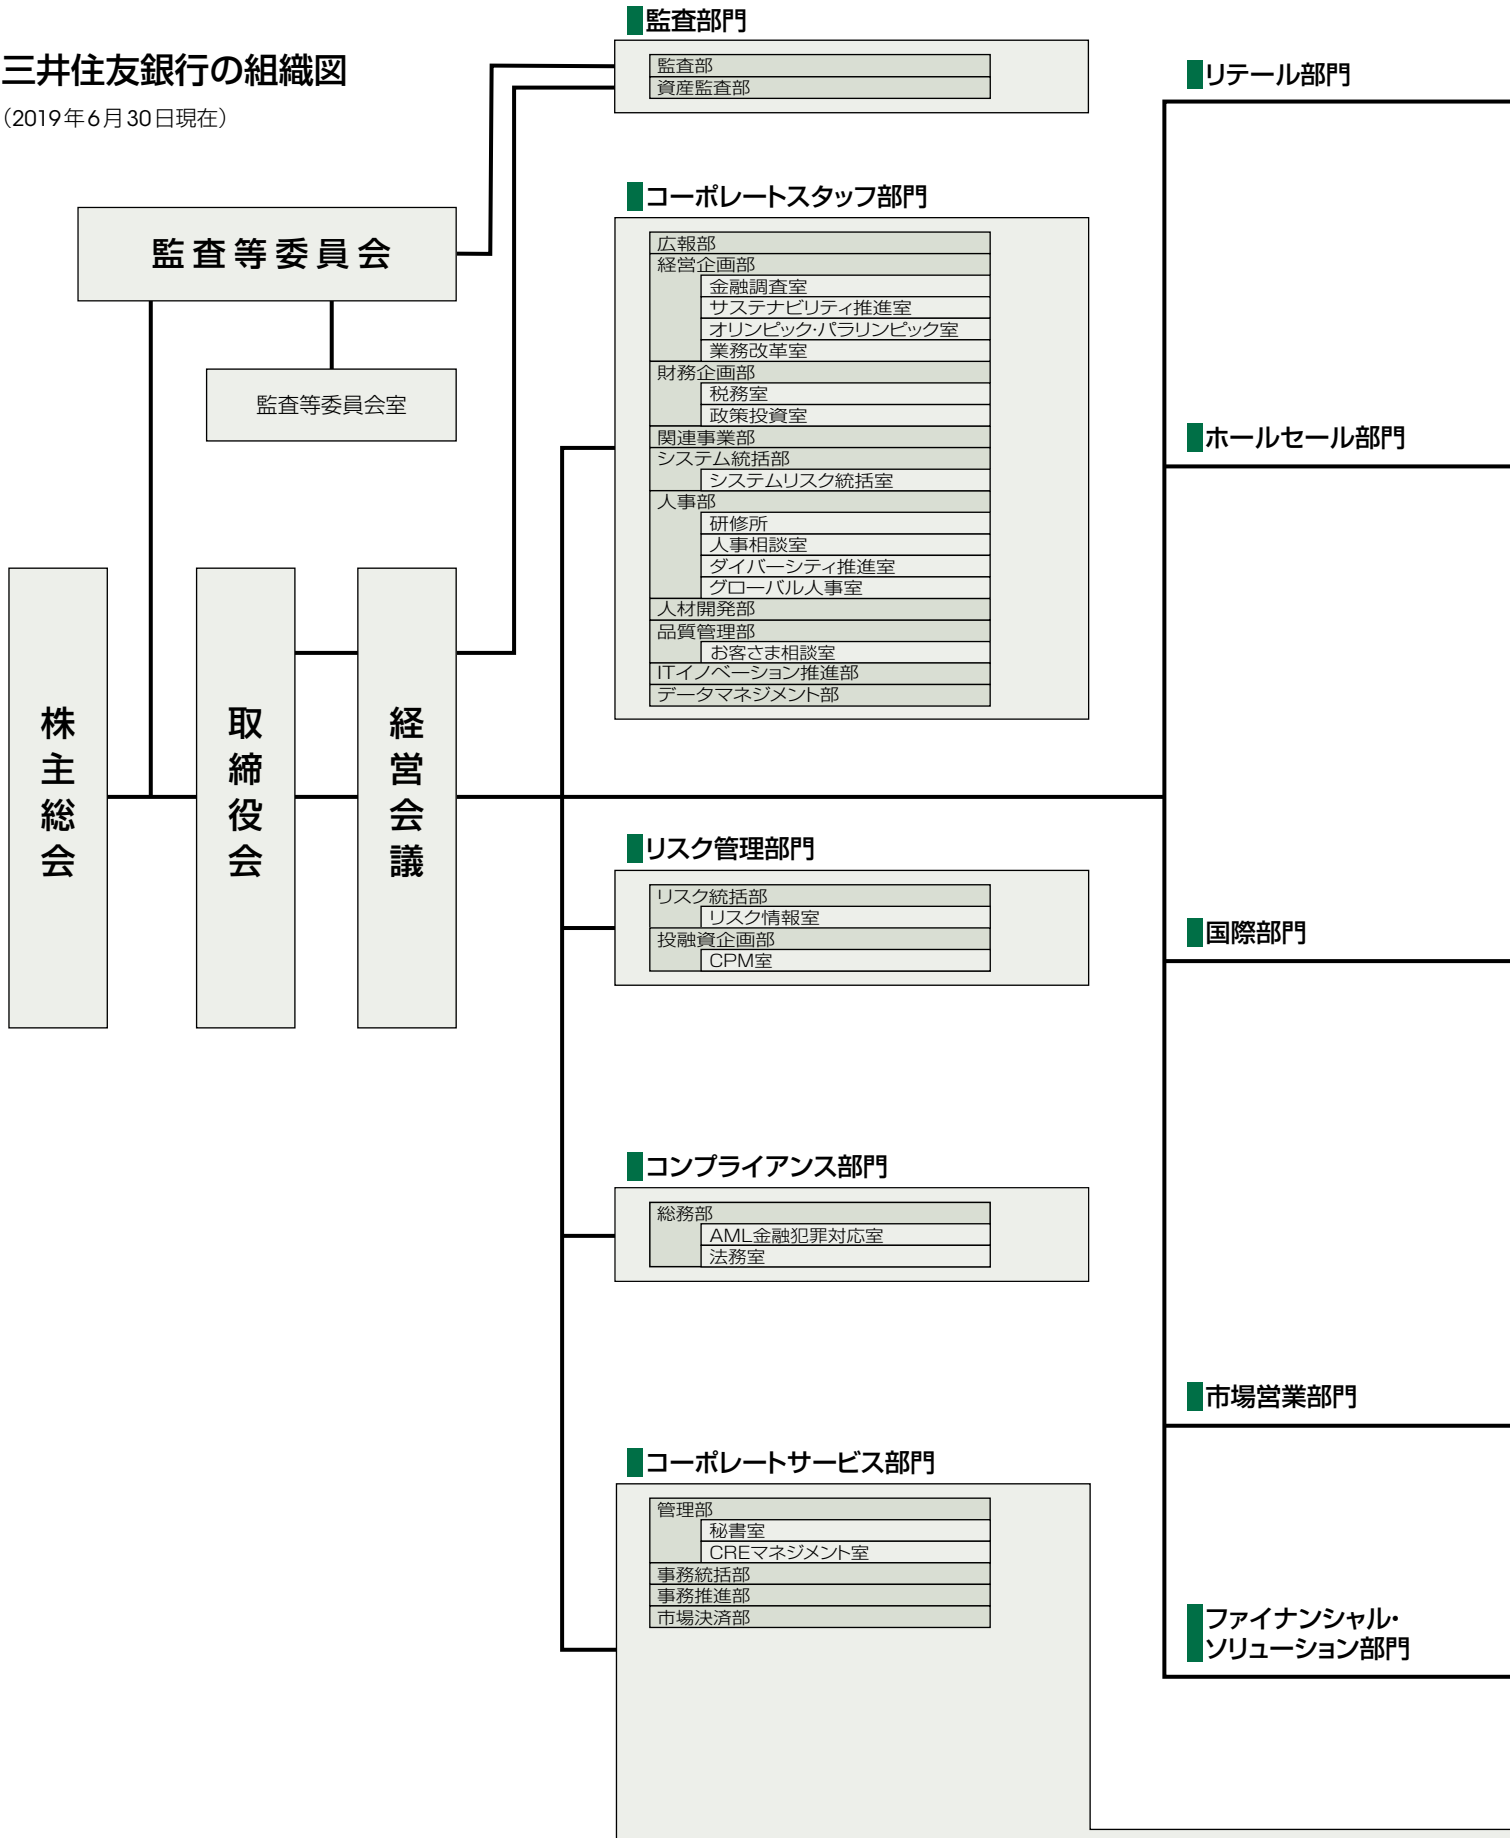 三井住友銀行の組織図
（2019年6月30日現在）
監査等委員会
監査等委員会室
株主総会
取締役会
経営会議
監査部門
監査部
資産監査部
コーポレートスタッフ部門
広報部
経営企画部
金融調査室
サステナビリティ推進室
オリンピック・パラリンピック室
業務改革室
財務企画部
税務室
政策投資室
関連事業部
システム統括部
システムリスク統括室
人事部
研修所
人事相談室
ダイバーシティ推進室
グローバル人事室
人材開発部
品質管理部
お客さま相談室
ITイノベーション推進部
データマネジメント部
リスク管理部門
リスク統括部
リスク情報室
投融資企画部
CPM室
コンプライアンス部門
総務部
AML金融犯罪対応室
法務室
コーポレートサービス部門
管理部
秘書室
CREマネジメント室
事務統括部
事務推進部
市場決済部
リテール部門
ホールセール部門
国際部門
市場営業部門
ファイナンシャル・
ソリューション部門